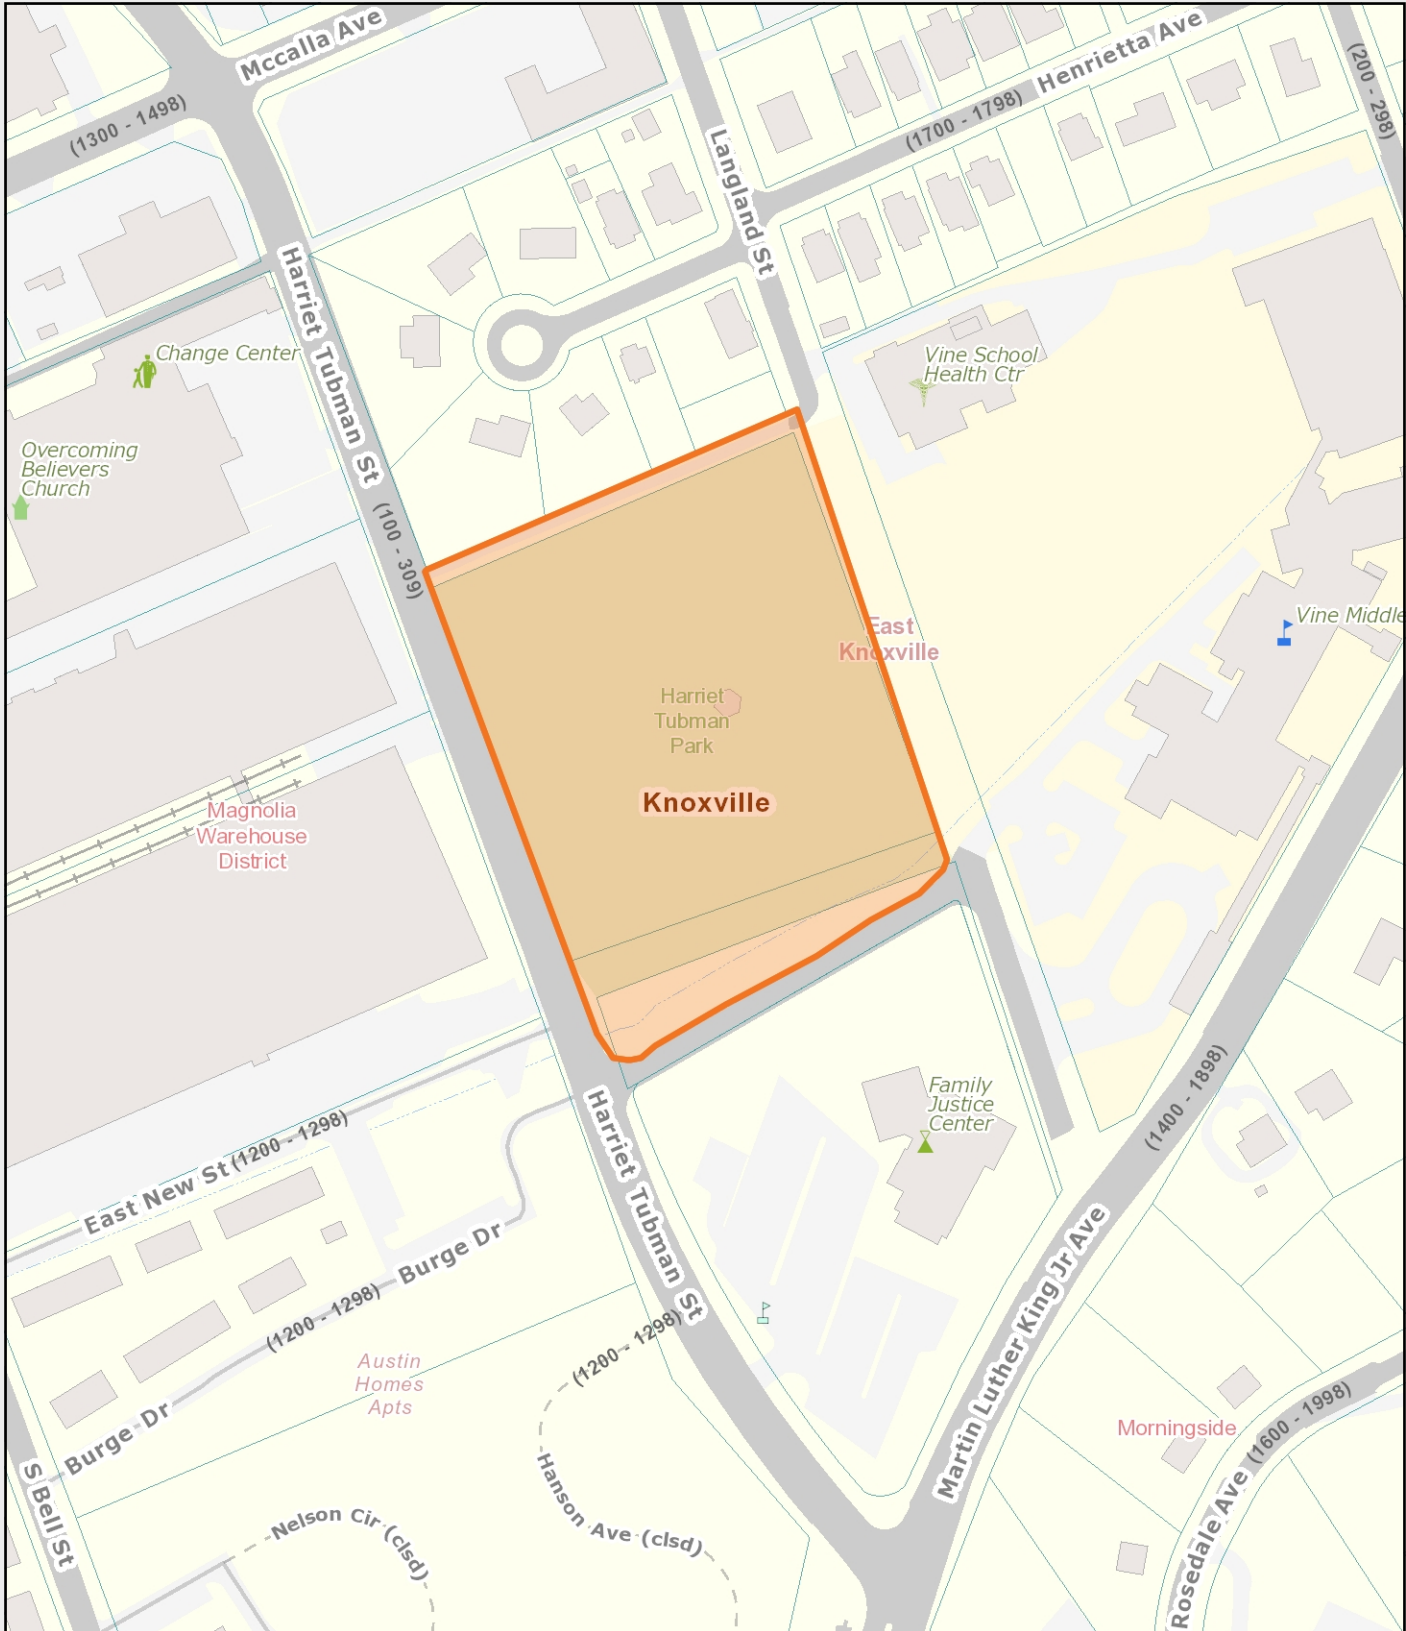 Mccalla Ave
(1300 - 1498)
Henrietta Ave
(1700 - 1798)
(200 - 298)
Langland St
Harriet Tubman St
(100 - 309)
Change Center
Vine School
Health Ctr
Overcoming
Believers
Church
East
Knoxville
Vine Middle
Harriet
Tubman
Park
Knoxville
Magnolia
Warehouse
District
Family
Justice
Center
(1400 - 1898)
East New St
(1200 - 1298)
Harriet Tubman St
Burge Dr
(1200 - 1298)
(1200 - 1298)
Austin
Homes
Apts
Martin Luther King Jr Ave
Morningside
(1600 - 1998)
Burge Dr
Rosedale Ave
S Bell St
Nelson Cir (clsd)
Hanson Ave (clsd)